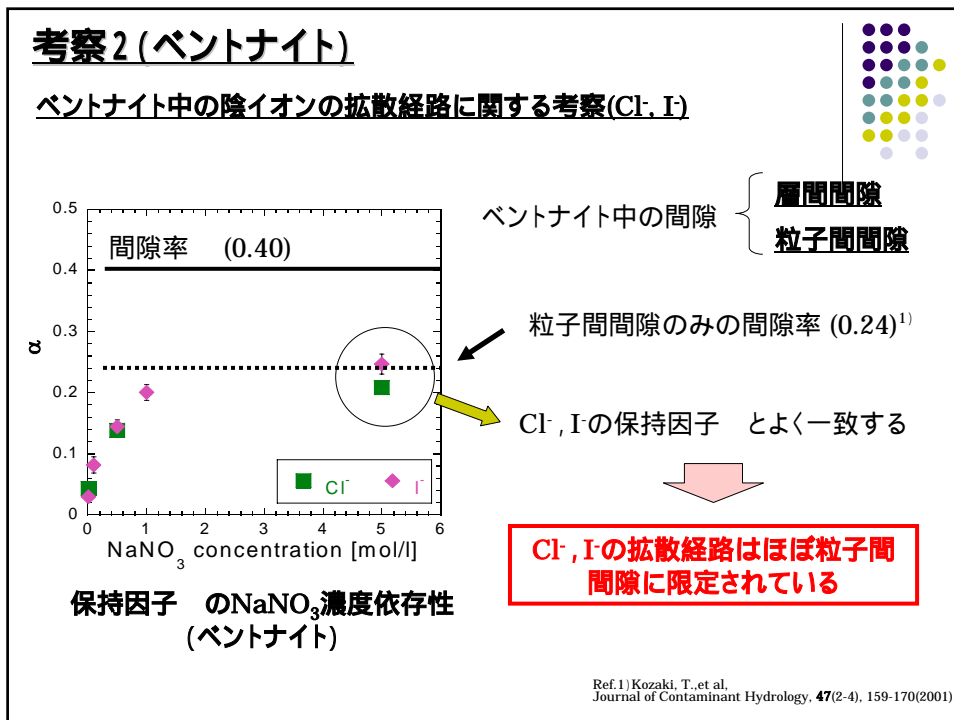 考察2(ベントナイト)
ベントナイト中の陰イオンの拡散経路に関する考察(Cl⁻, I⁻)
ベントナイト中の間隙
層間間隙
粒子間間隙
0.5
0.4
0.3
0.2
0.1
0
α
間隙率 (0.40)
Cl⁻
I⁻
0 1 2 3 4 5 6
NaNO₃ concentration [mol/l]
保持因子 のNaNO₃濃度依存性
(ベントナイト)
粒子間間隙のみの間隙率 (0.24)¹⁾
Cl⁻, I⁻の保持因子 とよく一致する
Cl⁻, I⁻の拡散経路はほぼ粒子間
間隙に限定されている
Ref.1) Kozaki, T.,et al,
Journal of Contaminant Hydrology, 47(2-4), 159-170(2001)